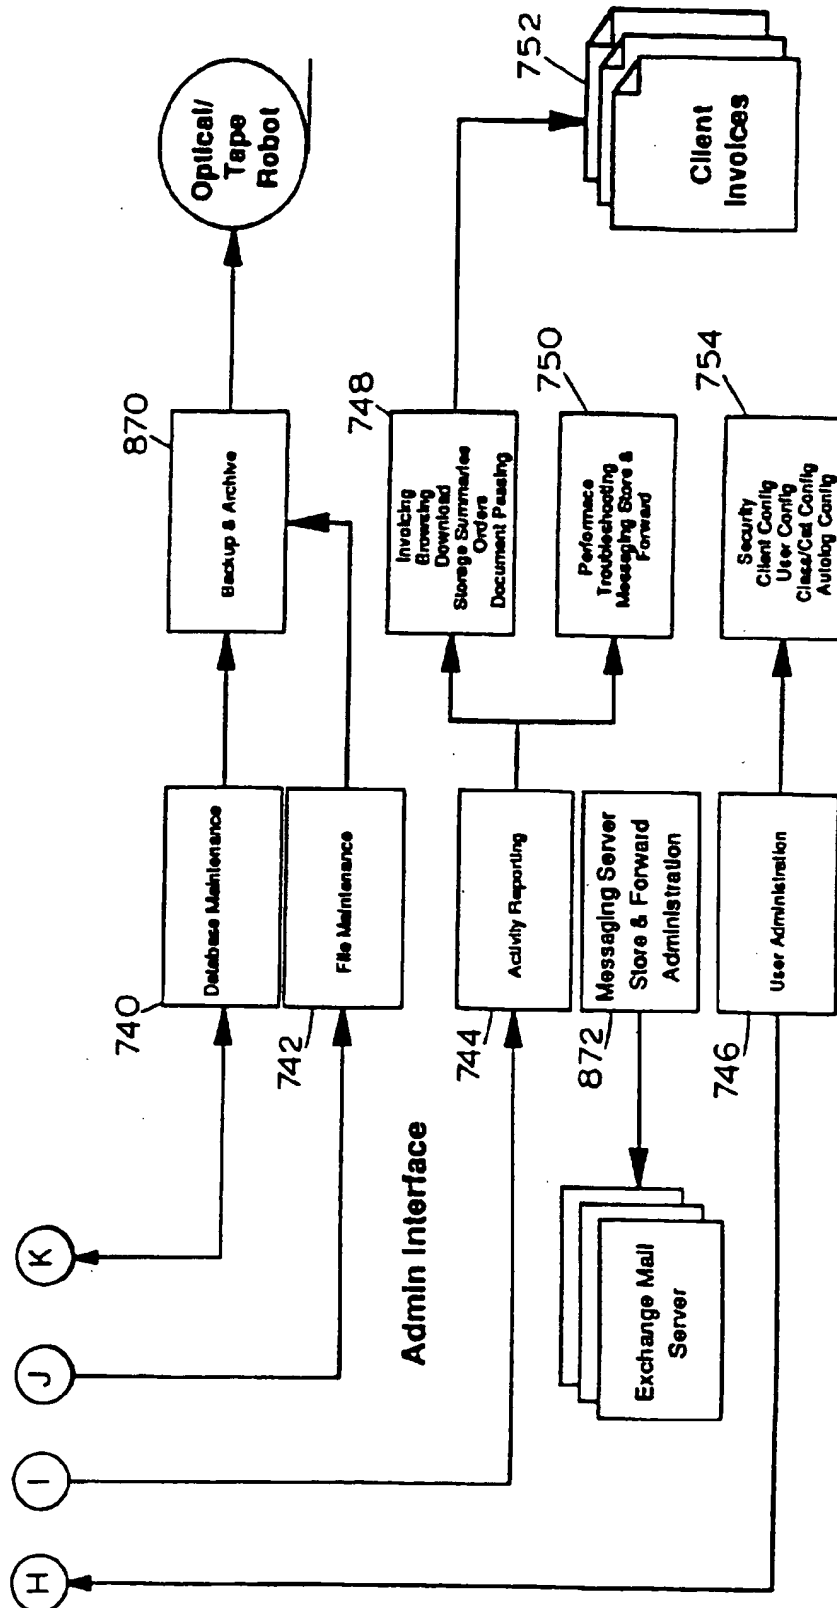 H
I
J
K
740
Database Maintenance
870
Backup & Archive
Optical/
Tape
Robot
742
File Maintenance
Admin Interface
744
Activity Reporting
748
Invoicing
Browsing
Download
Storage Summaries
Orders
Document Pausing
752
Client
Invoices
872
Messaging Server
Store & Forward
Administration
Exchange Mail
Server
750
Performace
Troubleshooting
Messaging Store &
Forward
746
User Administration
754
Security
Client Config
User Config
Class/Cat Config
Autolog Config